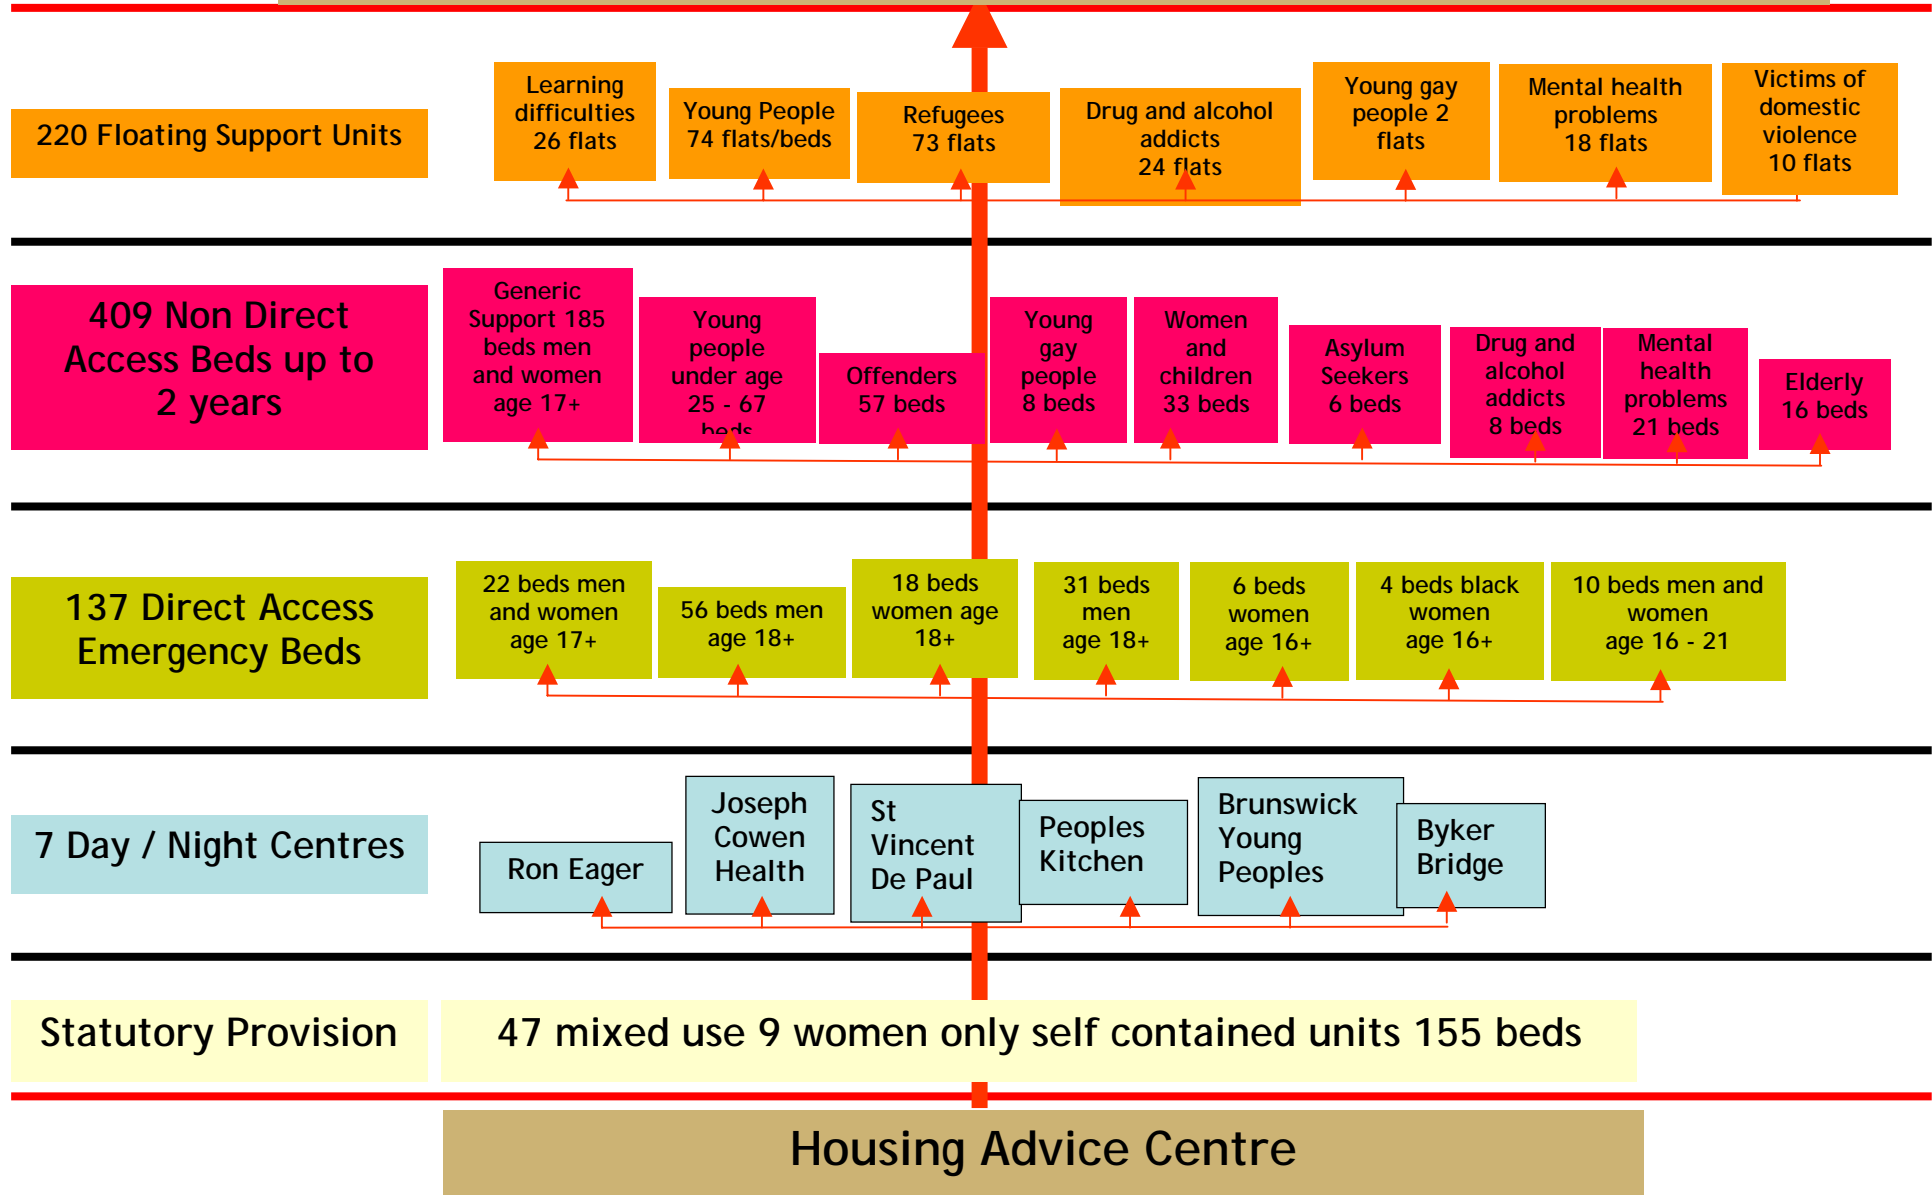 220 Floating Support Units
Learning
difficulties
26 flats
Young People
74 flats/beds
Refugees
73 flats
Drug and alcohol
addicts
24 flats
Young gay
people 2
flats
Mental health
problems
18 flats
Victims of
domestic
violence
10 flats
409 Non Direct
Access Beds up to
2 years
Generic
Support 185
beds men
and women
age 17+
Young
people
under age
25 - 67
beds
Offenders
57 beds
Young
gay
people
8 beds
Women
and
children
33 beds
Asylum
Seekers
6 beds
Drug and
alcohol
addicts
8 beds
Mental
health
problems
21 beds
Elderly
16 beds
137 Direct Access
Emergency Beds
22 beds men
and women
age 17+
56 beds men
age 18+
18 beds
women age
18+
31 beds
men
age 18+
6 beds
women
age 16+
4 beds black
women
age 16+
10 beds men and
women
age 16 - 21
7 Day / Night Centres
Ron Eager
Joseph
Cowen
Health
St
Vincent
De Paul
Peoples
Kitchen
Brunswick
Young
Peoples
Byker
Bridge
Statutory Provision
47 mixed use 9 women only self contained units 155 beds
Housing Advice Centre